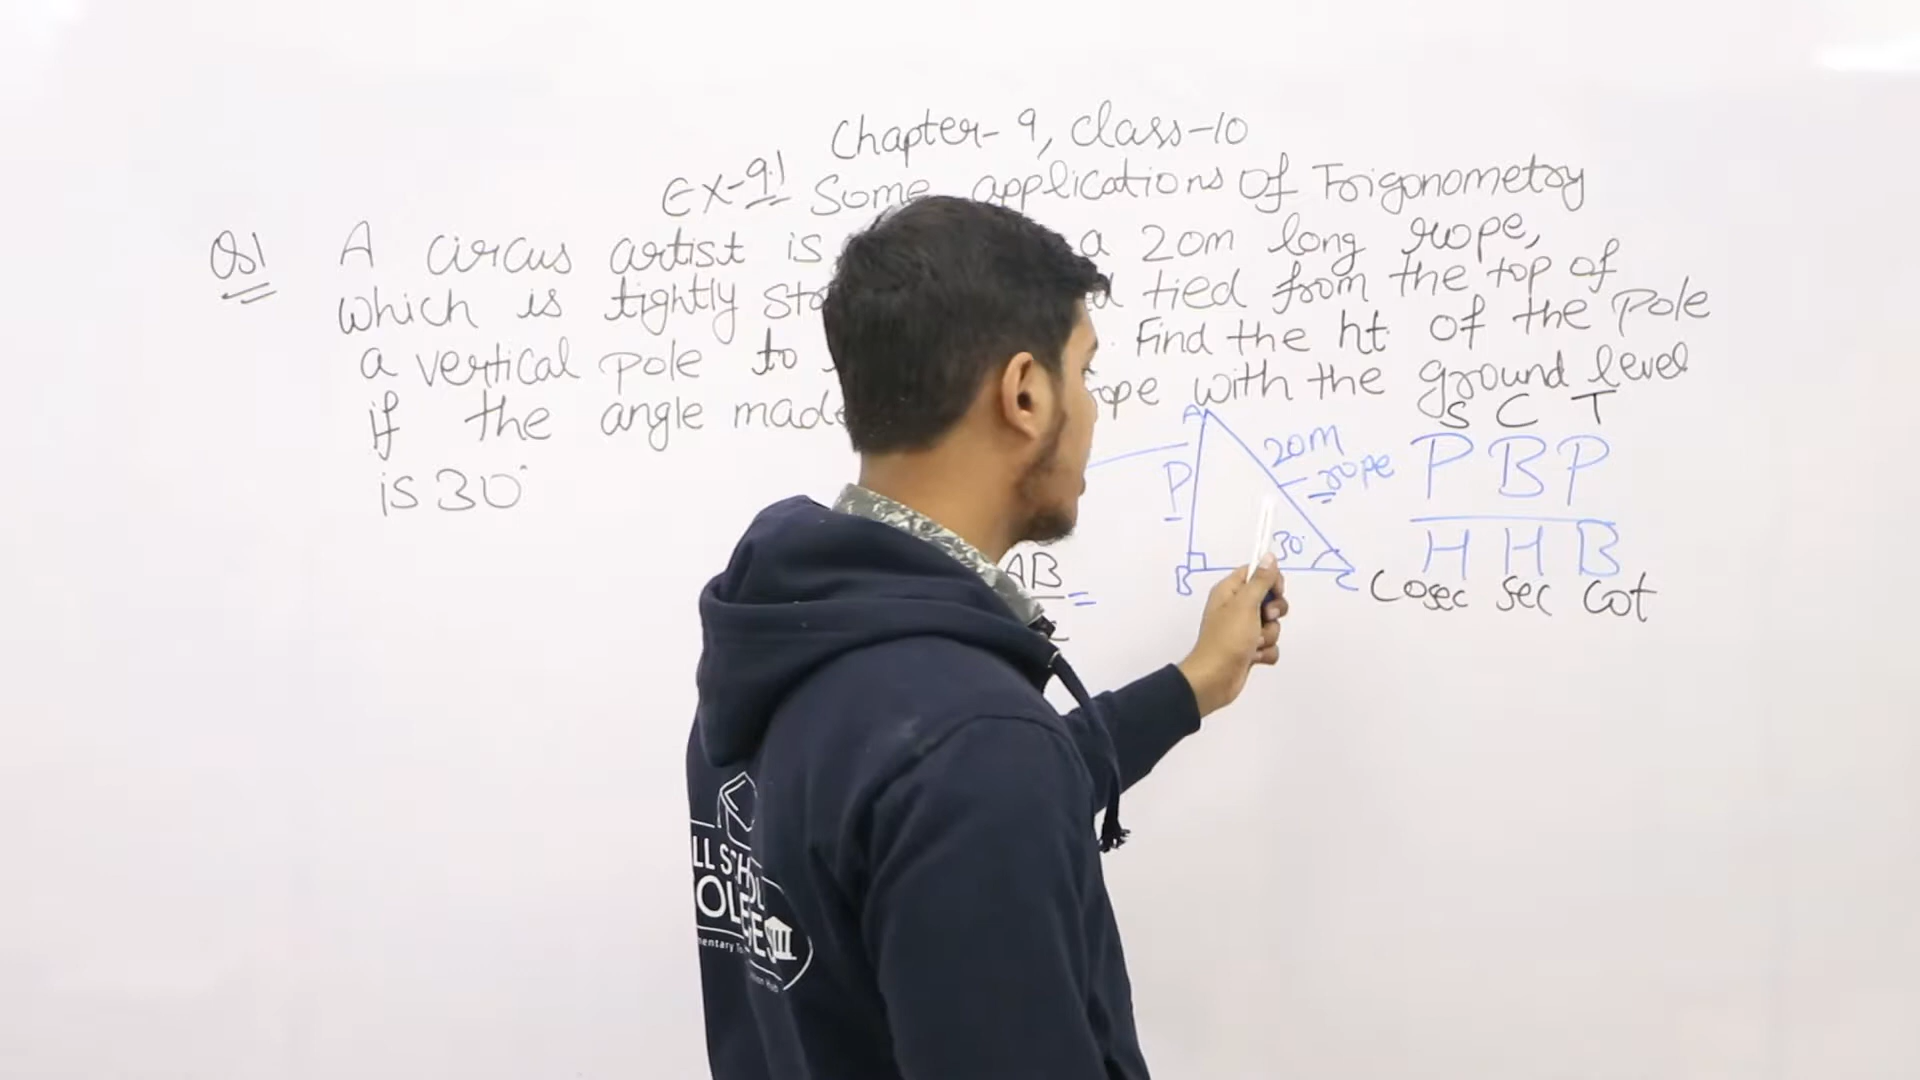 Chapter-9, Class-10
EX-9.1 Some applications of Trigonometry
Qs1 A circus artist is a 20m long rope,
which is tightly tied from the top of
a vertical pole to . Find the ht. of the Pole
if the angle made with the ground level
is 30°
S C T
P B P
H H B
Cosec sec Cot
A
20m
rope
P
30°
B
C
AB
=